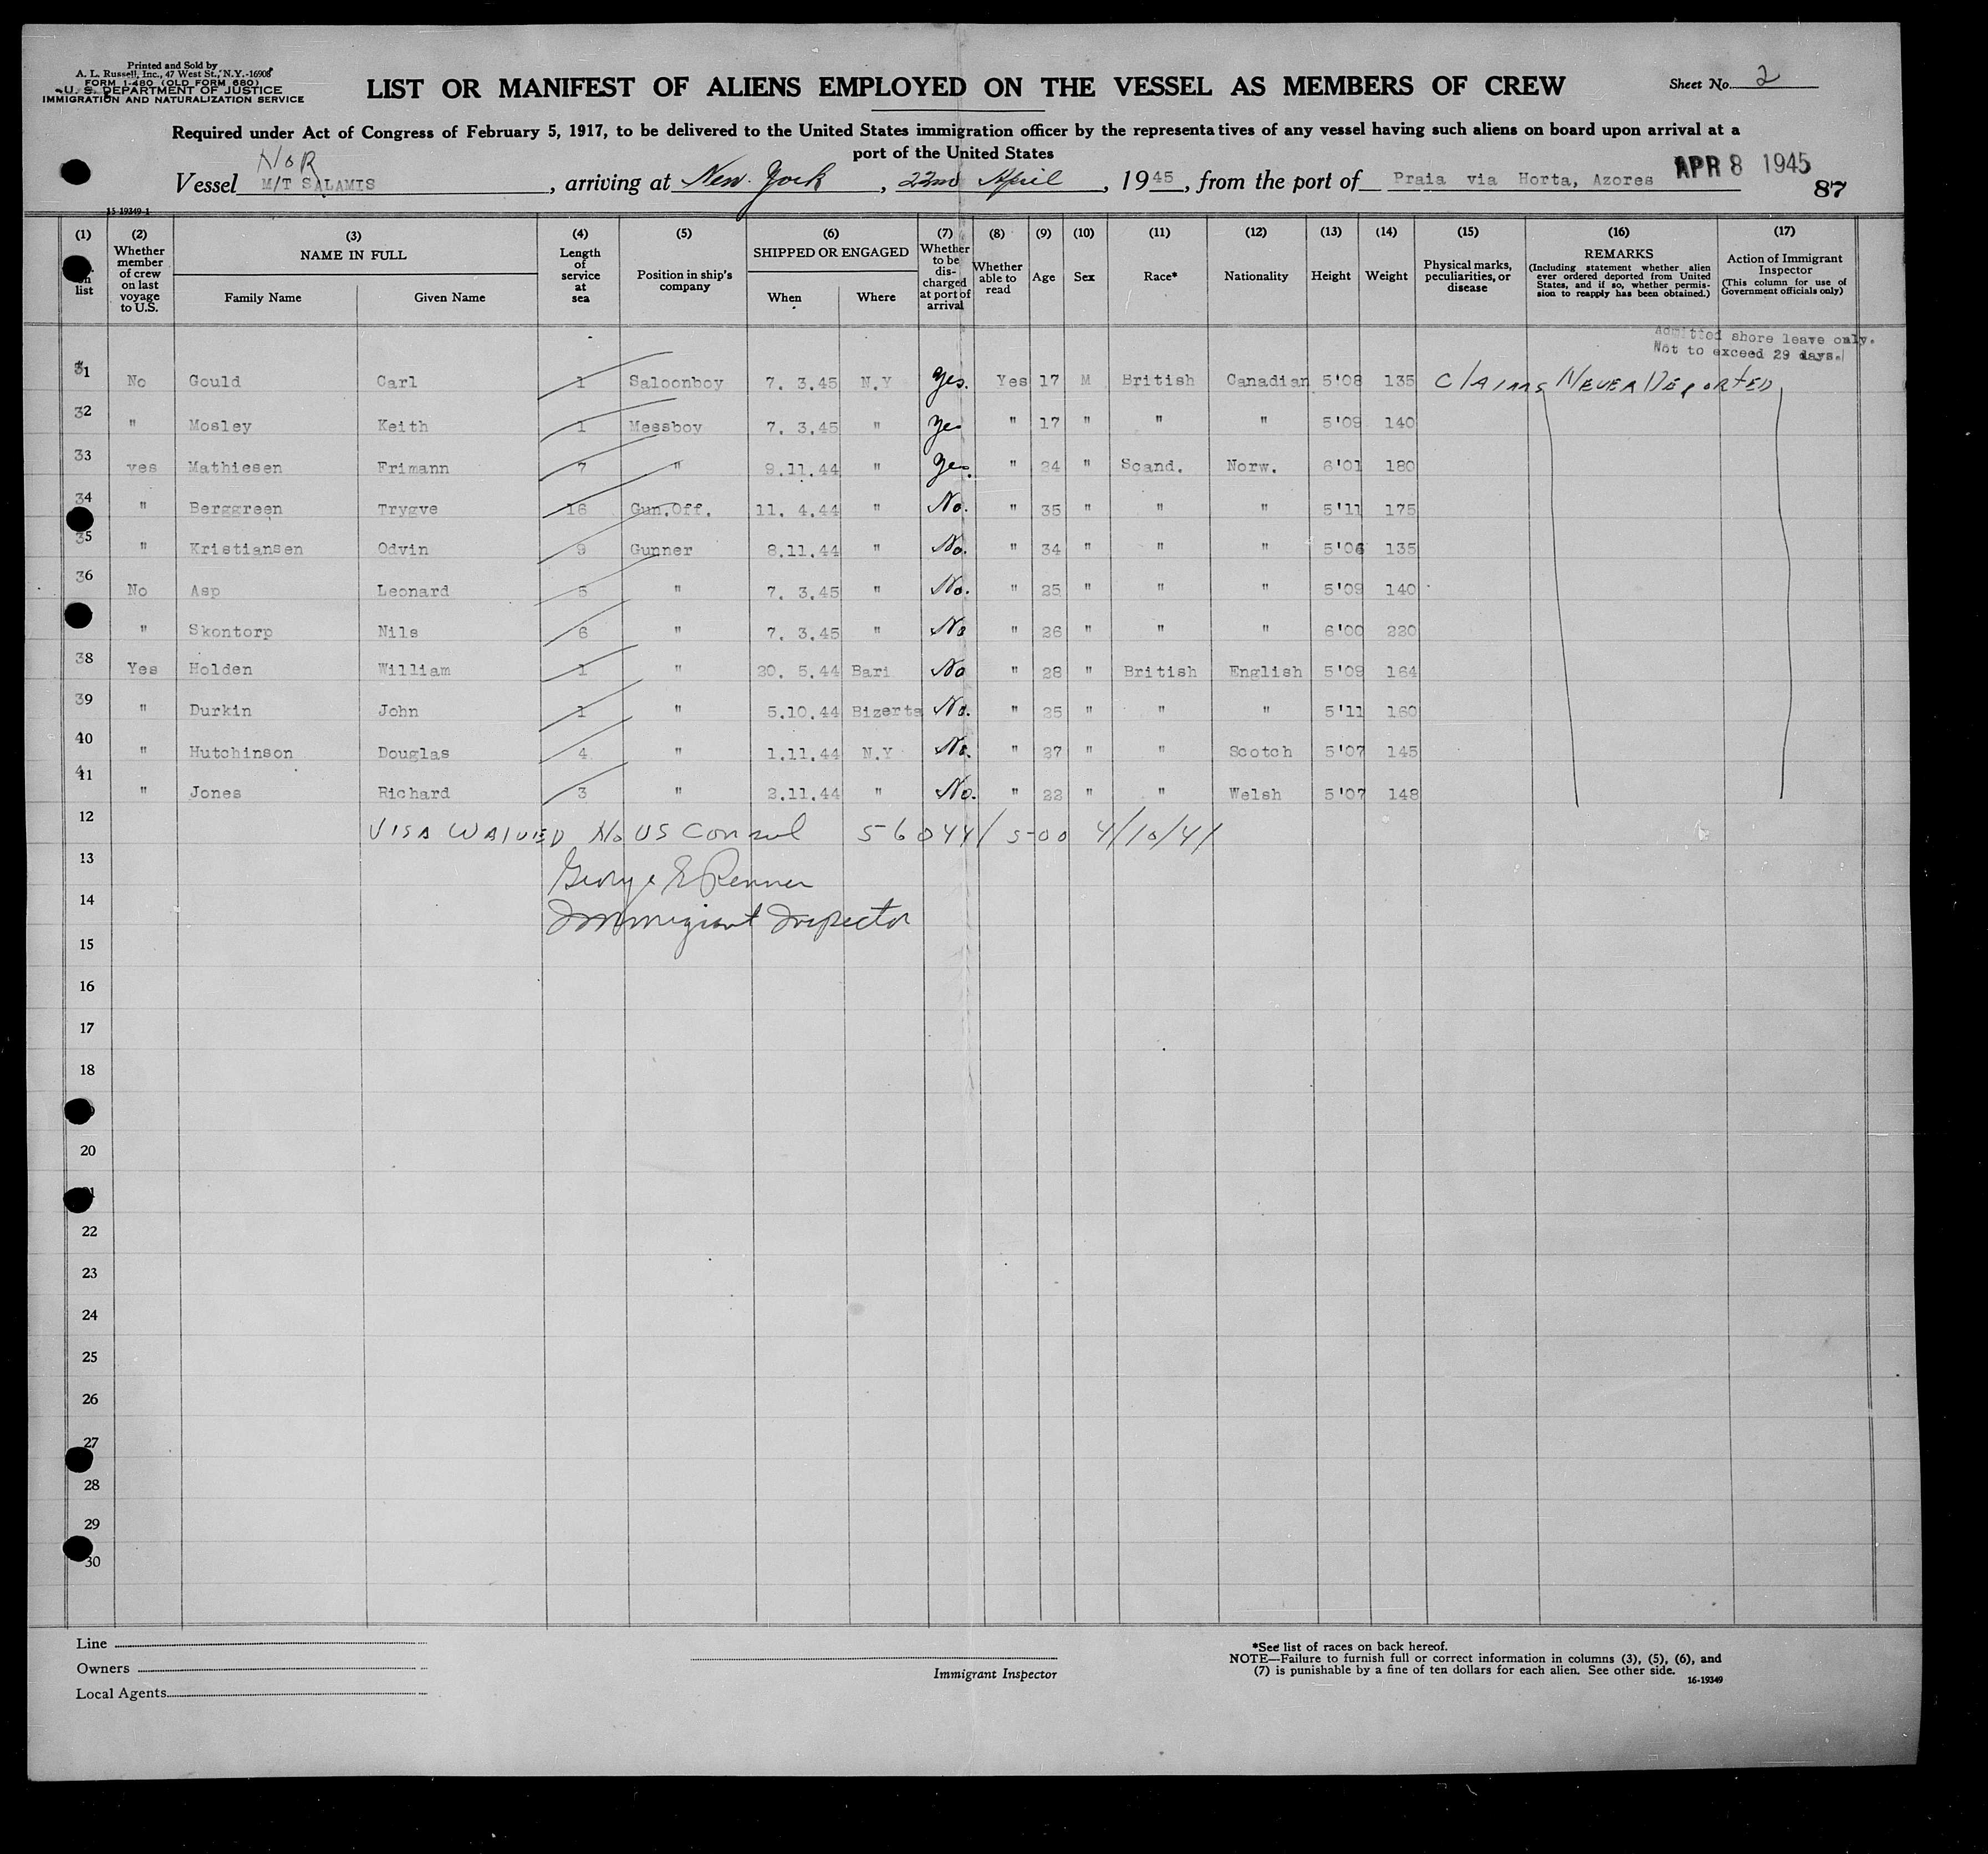 Printed and Sold by
A. L. Russell, Inc., 47 West St., N.Y.-16908
FORM I-480 (OLD FORM 680)
U. S. DEPARTMENT OF JUSTICE
IMMIGRATION AND NATURALIZATION SERVICE
LIST OR MANIFEST OF ALIENS EMPLOYED ON THE VESSEL AS MEMBERS OF CREW
Sheet No. 2
Required under Act of Congress of February 5, 1917, to be delivered to the United States immigration officer by the representatives of any vessel having such aliens on board upon arrival at a
port of the United States
NOR
APR 8 1945
Vessel M/T SALAMIS, arriving at New York, 22nd April, 1945, from the port of Praia via Horta, Azores
87
15-19349-1
(1) (2) (3) (4) (5) (6) (7) (8) (9) (10) (11) (12) (13) (14) (15) (16) (17)
list
Whether member of crew on last voyage to U.S.
NAME IN FULL
Family Name Given Name
Length of service at sea
Position in ship's company
SHIPPED OR ENGAGED
When Where
Whether to be discharged at port of arrival
Whether able to read
Age
Sex
Race*
Nationality
Height
Weight
Physical marks, peculiarities, or disease
REMARKS
(Including statement whether alien ever ordered deported from United States, and if so, whether permission to reapply has been obtained.)
Action of Immigrant Inspector
(This column for use of Government officials only)
Admitted shore leave only.
Not to exceed 29 days.
31 No Gould Carl 1 Saloonboy 7. 3.45 N.Y Yes. Yes 17 M British Canadian 5'08 135 CLAIMS NEVER DEPORTED
32 " Mosley Keith 1 Messboy 7. 3.45 " Yes " 17 " " " 5'09 140
33 yes Mathiesen Frimann 7 " 9.11.44 " Yes. " 24 " Scand. Norw. 6'01 180
34 " Berggreen Trygve 16 Gun.Off. 11. 4.44 " No. " 35 " " " 5'11 175
35 " Kristiansen Odvin 9 Gunner 8.11.44 " No. " 34 " " " 5'06 135
36 No Asp Leonard 5 " 7. 3.45 " No. " 25 " " " 5'09 140
" Skontorp Nils 6 " 7. 3.45 " No " 26 " " " 6'00 220
38 Yes Holden William 1 " 20. 5.44 Bari No " 28 " British English 5'09 164
39 " Durkin John 1 " 5.10.44 Bizerta No. " 25 " " " 5'11 160
40 " Hutchinson Douglas 4 " 1.11.44 N.Y No. " 27 " " Scotch 5'07 145
41 " Jones Richard 3 " 2.11.44 " No. " 22 " " Welsh 5'07 148
12 VISA WAIVED No US Consul 56044/500 4/10/41
13 George E Renner
14 Immigrant Inspector
15
16
17
18
20
21
22
23
24
25
26
27
28
29
30
Line
Owners
Local Agents
Immigrant Inspector
*See list of races on back hereof.
NOTE—Failure to furnish full or correct information in columns (3), (5), (6), and
(7) is punishable by a fine of ten dollars for each alien. See other side.
16-19349